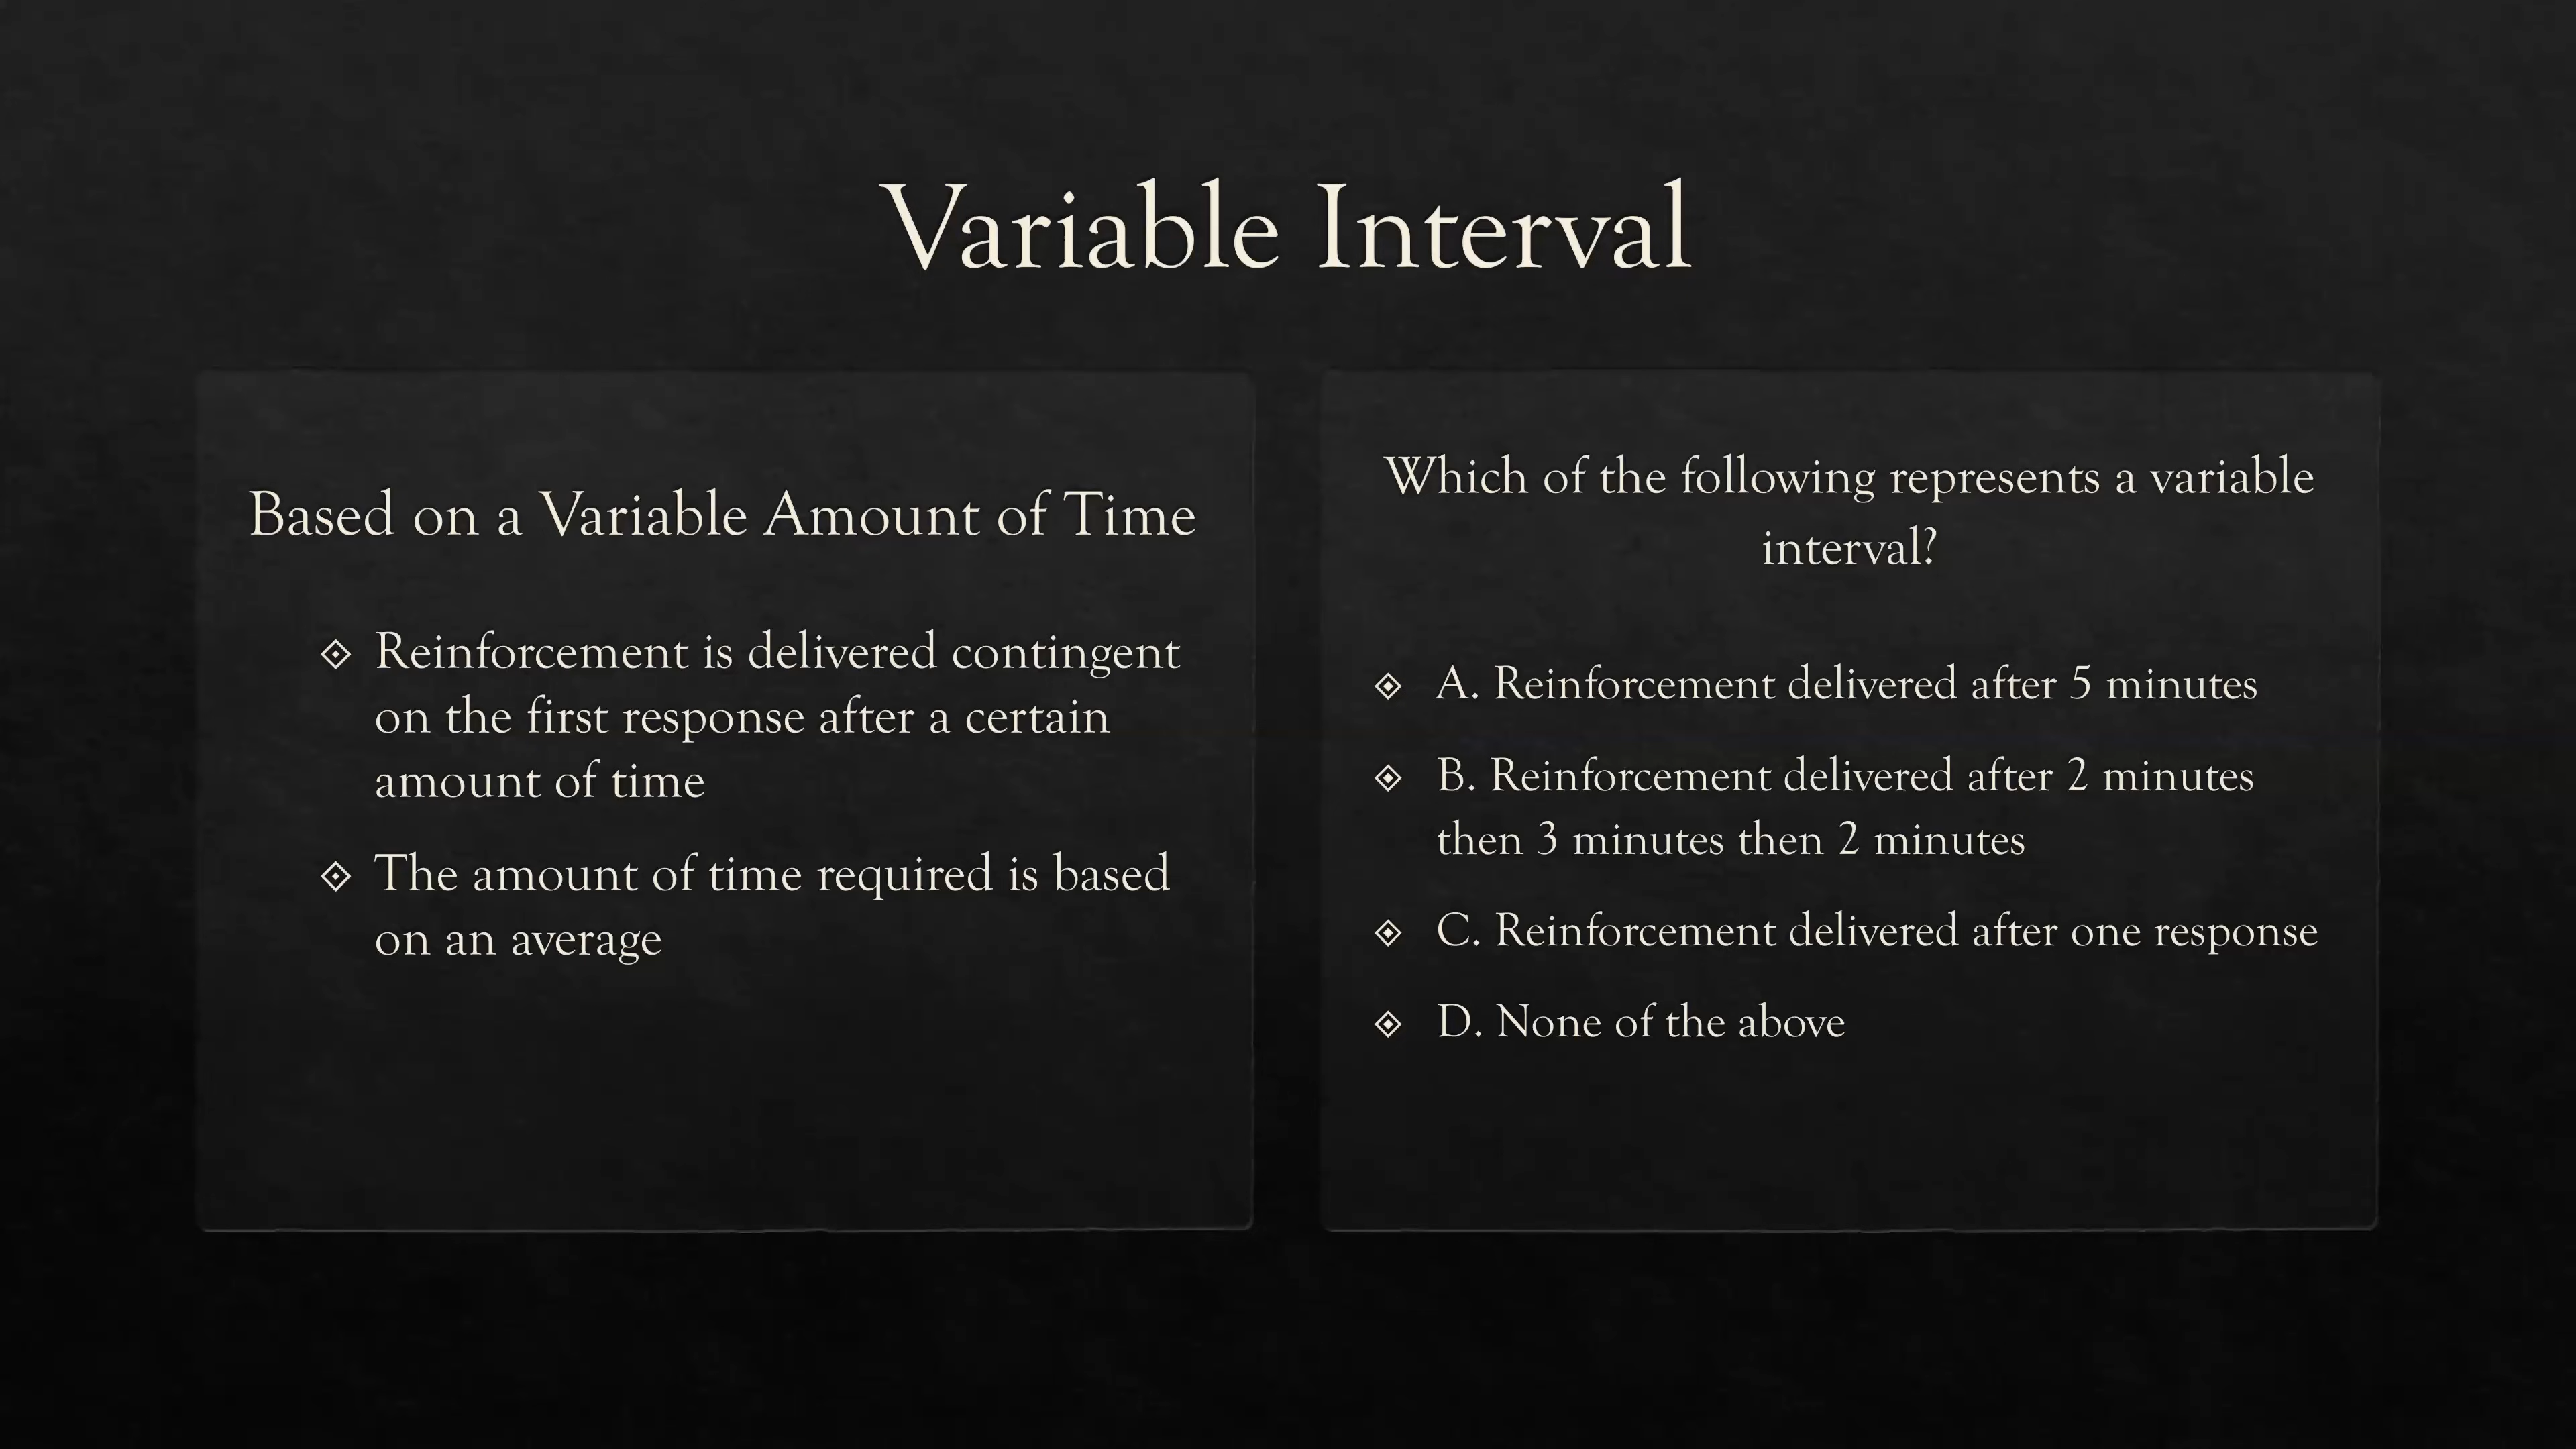 Variable Interval
Based on a Variable Amount of Time
Reinforcement is delivered contingent
on the first response after a certain
amount of time
The amount of time required is based
on an average
Which of the following represents a variable
interval?
A. Reinforcement delivered after 5 minutes
B. Reinforcement delivered after 2 minutes
then 3 minutes then 2 minutes
C. Reinforcement delivered after one response
D. None of the above